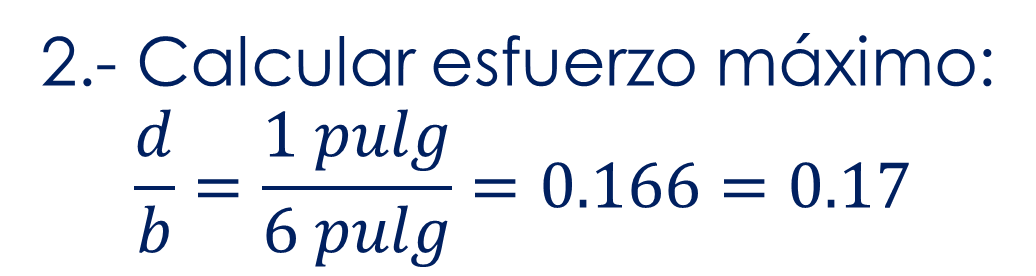 2.- Calcular esfuerzo máximo:
d/b = 1 pulg/6 pulg = 0.166 = 0.17